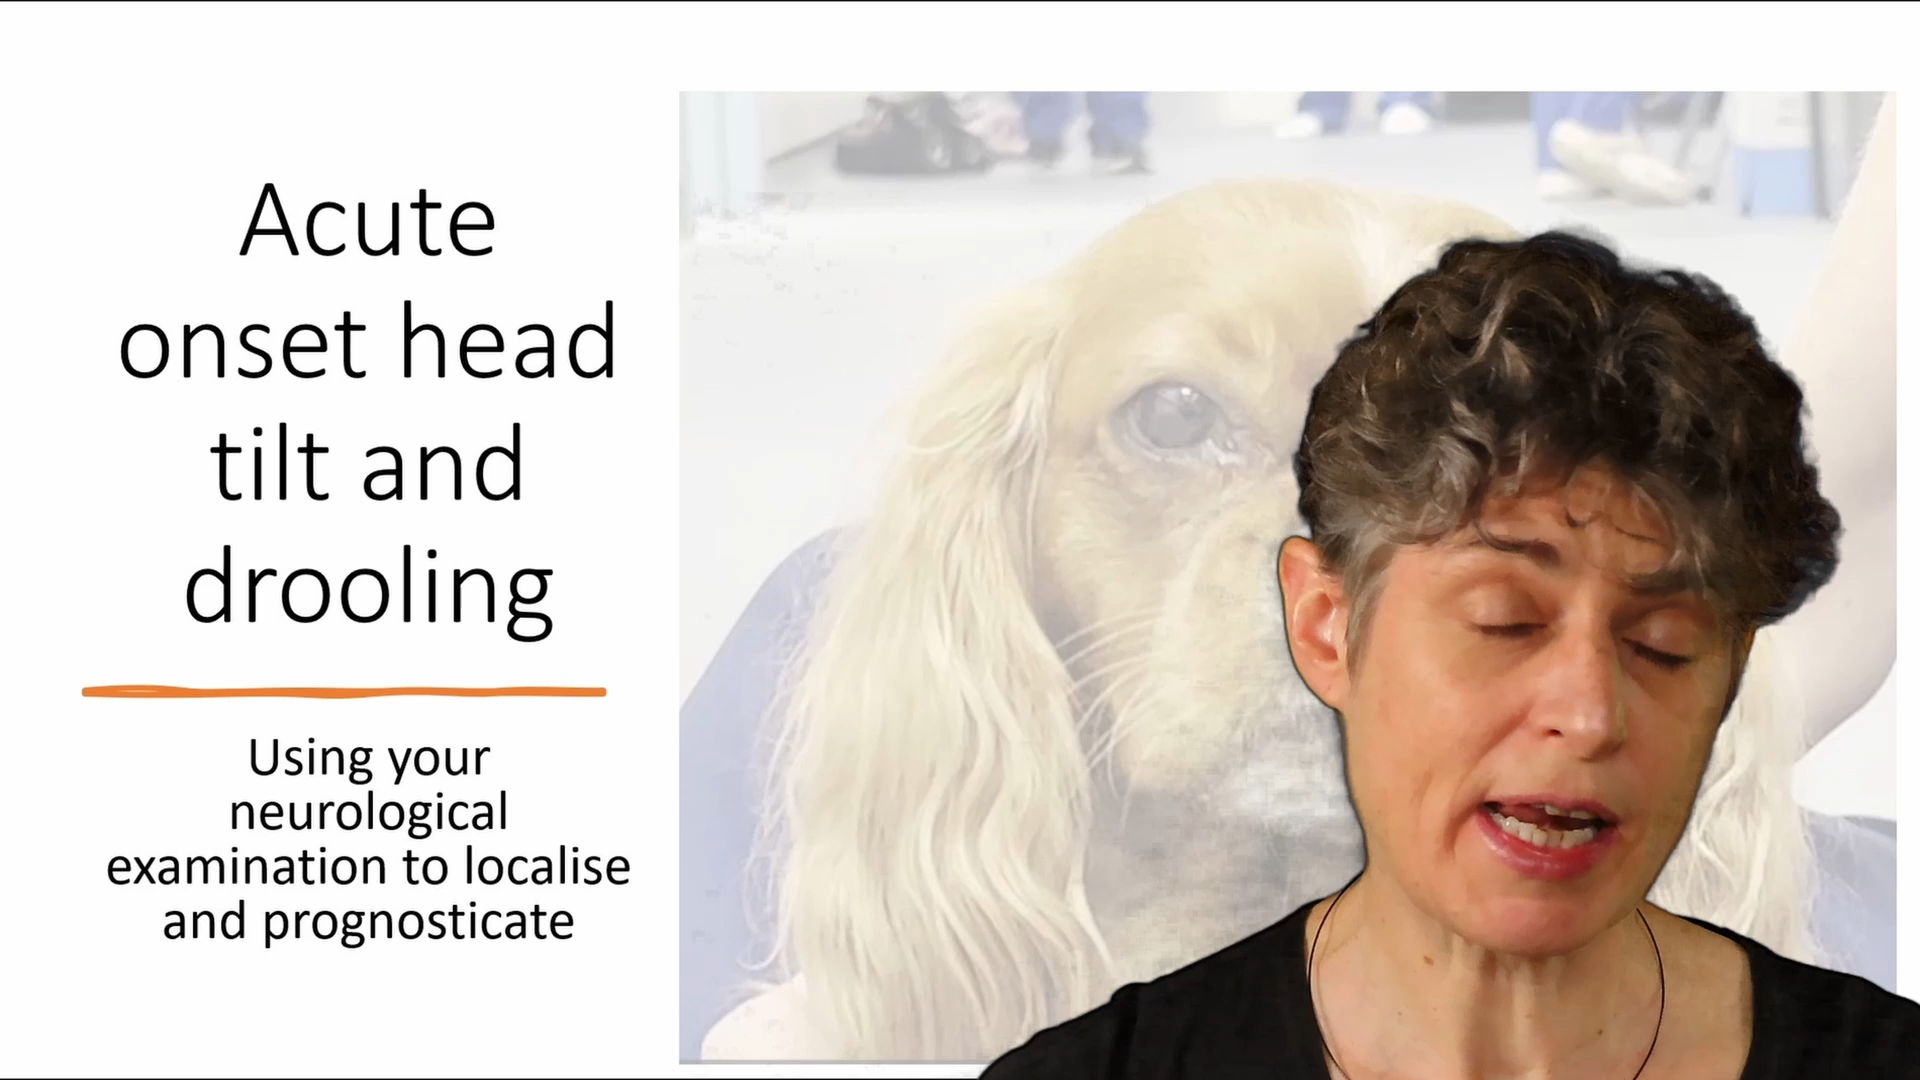 Acute
onset head
tilt and
drooling
Using your
neurological
examination to localise
and prognosticate